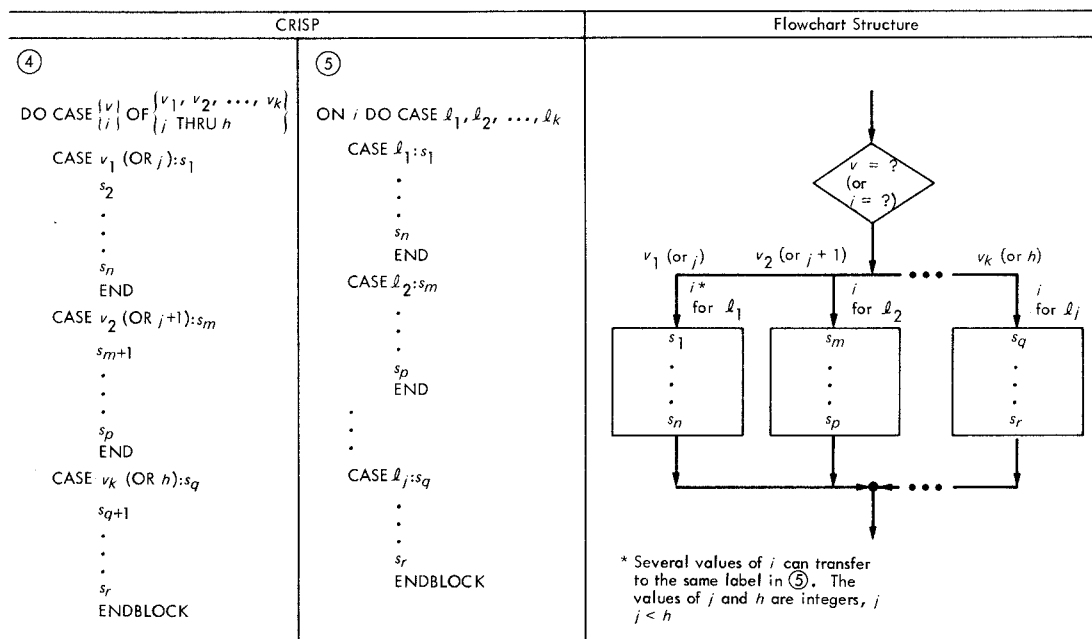 CRISP
Flowchart Structure
④
DO CASE {v / i} OF {v1, v2, ..., vk / j THRU h}
CASE v1 (OR j):s1
s2
.
.
.
sn
END
CASE v2 (OR j+1):sm
sm+1
.
.
.
sp
END
CASE vk (OR h):sq
sq+1
.
.
.
sr
ENDBLOCK
⑤
ON i DO CASE ℓ1, ℓ2, ..., ℓk
CASE ℓ1:s1
.
.
.
sn
END
CASE ℓ2:sm
.
.
.
sp
END
.
.
.
CASE ℓj:sq
.
.
.
sr
ENDBLOCK
v = ?
(or
i = ?)
v1 (or j) v2 (or j + 1) ••• vk (or h)
i* i i
for ℓ1 for ℓ2 for ℓj
s1 sm sq
. . .
. . .
. . .
sn sp sr
•••
* Several values of i can transfer
to the same label in ⑤. The
values of j and h are integers, j
j < h